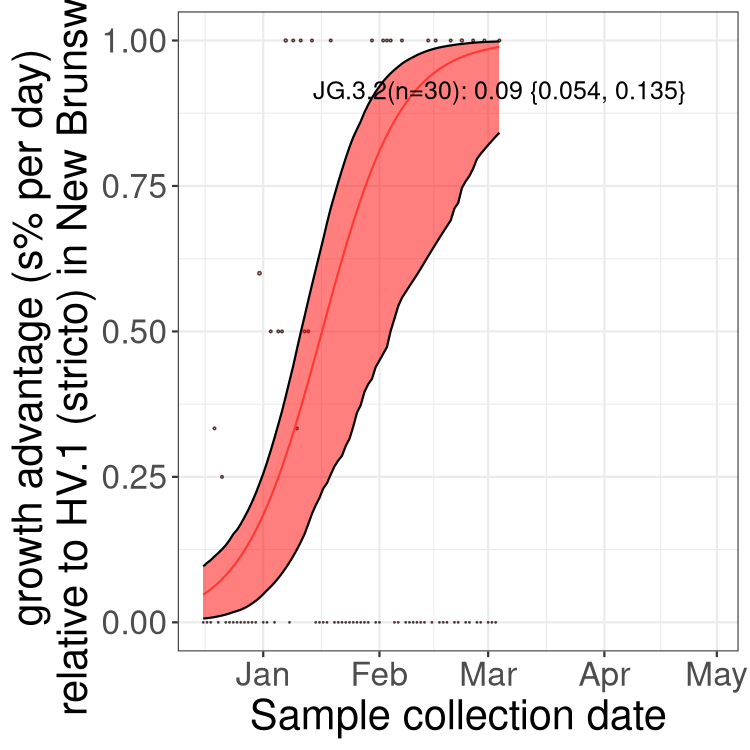 growth advantage (s% per day)
relative to HV.1 (stricto) in New Brunsw
1.00
0.75
0.50
0.25
0.00
JG.3.2(n=30): 0.09 {0.054, 0.135}
Jan Feb Mar Apr May
Sample collection date